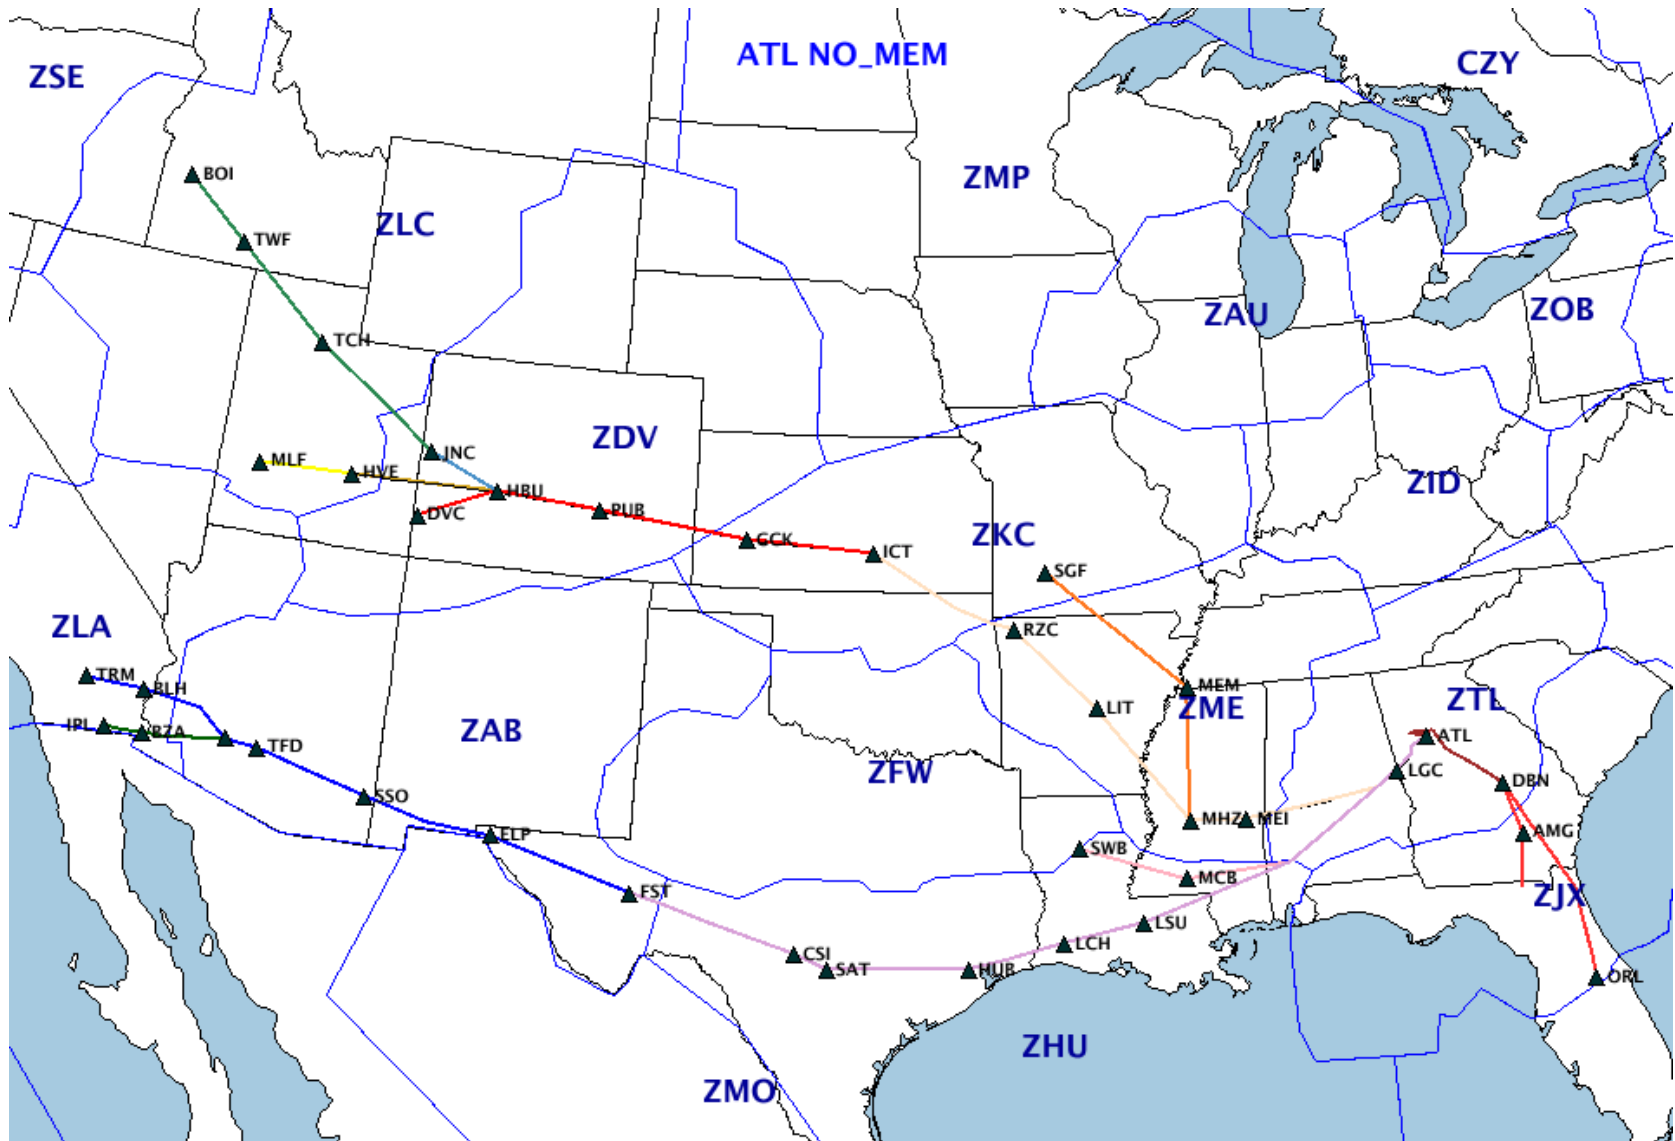 ATL NO_MEM
CZY
ZSE
BOI
ZMP
ZLC
TWF
ZAU
ZOB
TCH
ZDV
INC
MLF
HVE
HBU
ZID
DVC
PUB
GCK
ICT
ZKC
SGF
ZLA
RZC
TRM
BLH
MEM
ZTL
IPL
BZA
ZAB
LIT
ZME
TFD
ATL
ZFW
LGC
DBN
SSO
ELP
MHZ
MEI
AMG
SWB
MCB
FST
ZJX
LSU
LCH
CSI
SAT
HUB
ORL
ZHU
ZMO